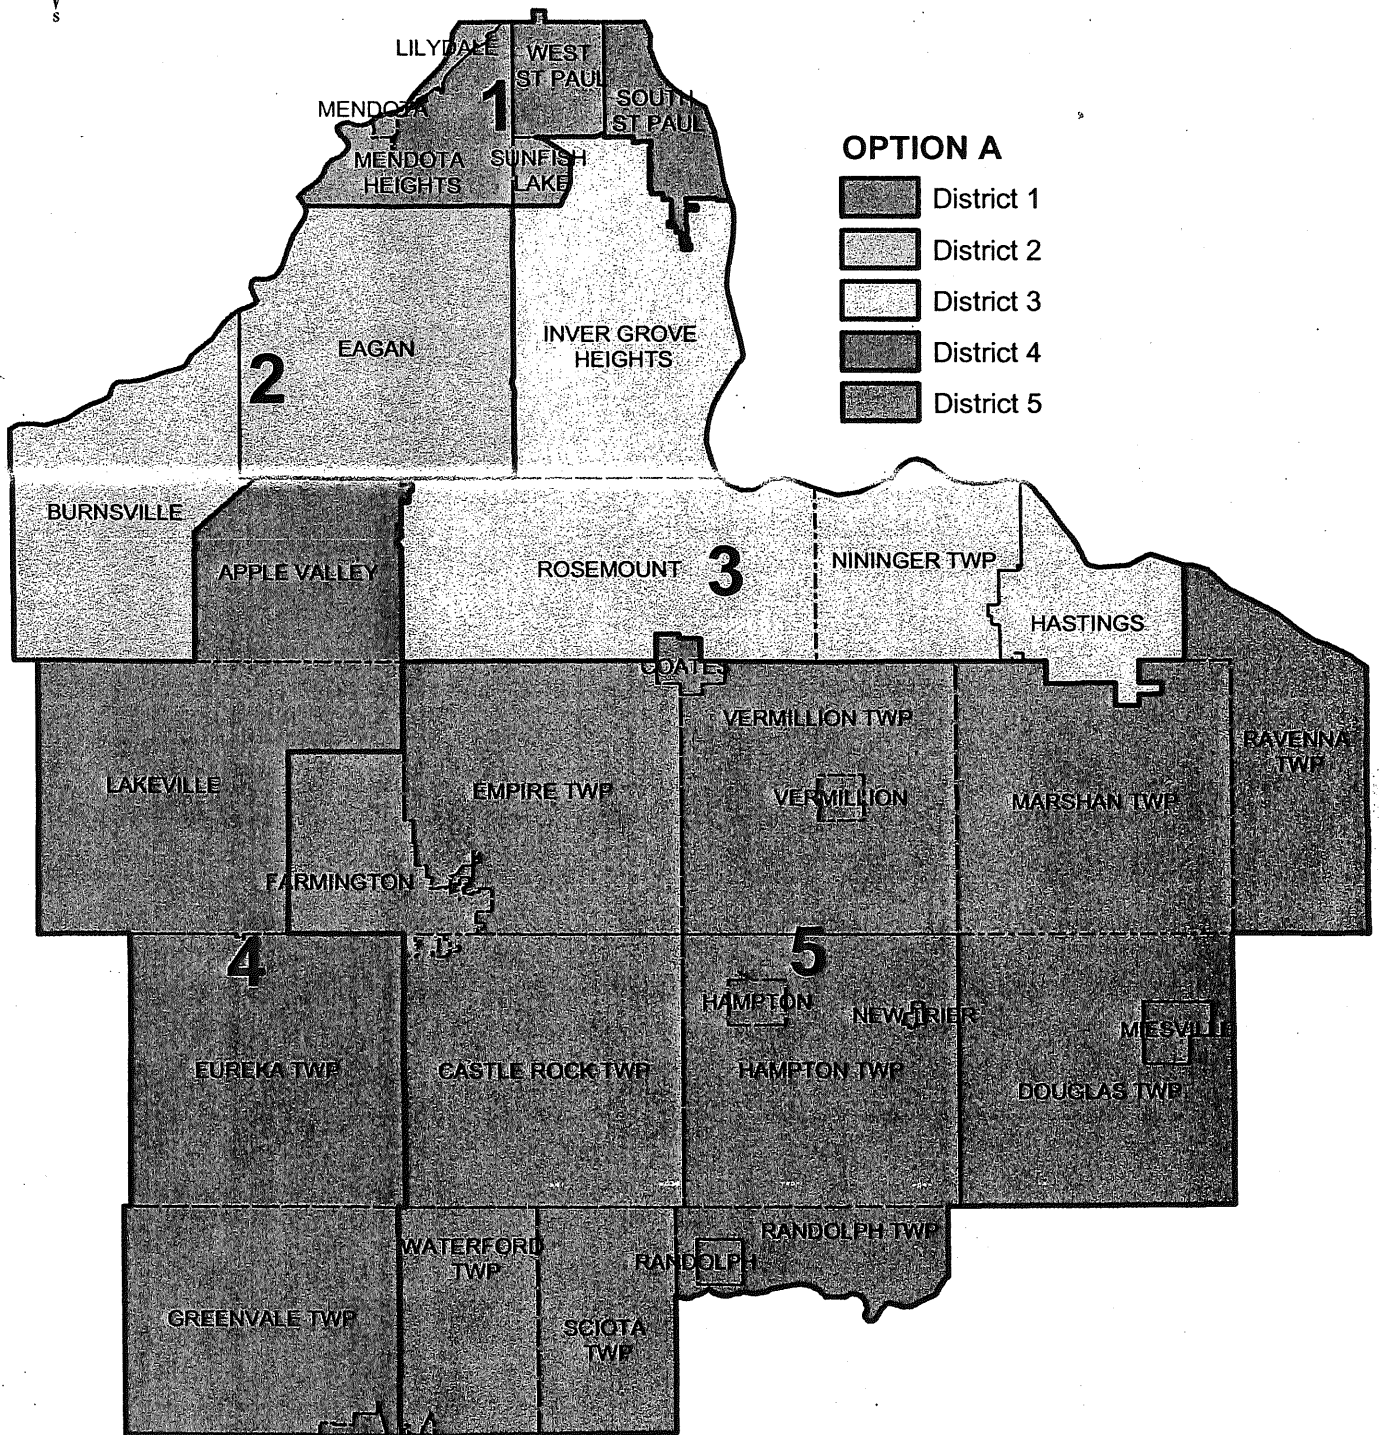 S
LILYDALE
WEST
ST PAUL
MENDOTA
1
SOUTH
ST PAUL
MENDOTA
HEIGHTS
SUNFISH
LAKE
OPTION A
District 1
District 2
District 3
District 4
District 5
EAGAN
2
INVER GROVE
HEIGHTS
BURNSVILLE
APPLE VALLEY
ROSEMOUNT
3
NININGER TWP
HASTINGS
COATES
VERMILLION TWP
RAVENNA
TWP
LAKEVILLE
EMPIRE TWP
VERMILLION
MARSHAN TWP
FARMINGTON
4
5
HAMPTON
NEW TRIER
MIESVILLE
EUREKA TWP
CASTLE ROCK TWP
HAMPTON TWP
DOUGLAS TWP
WATERFORD
TWP
RANDOLPH TWP
RANDOLPH
GREENVALE TWP
SCIOTA
TWP